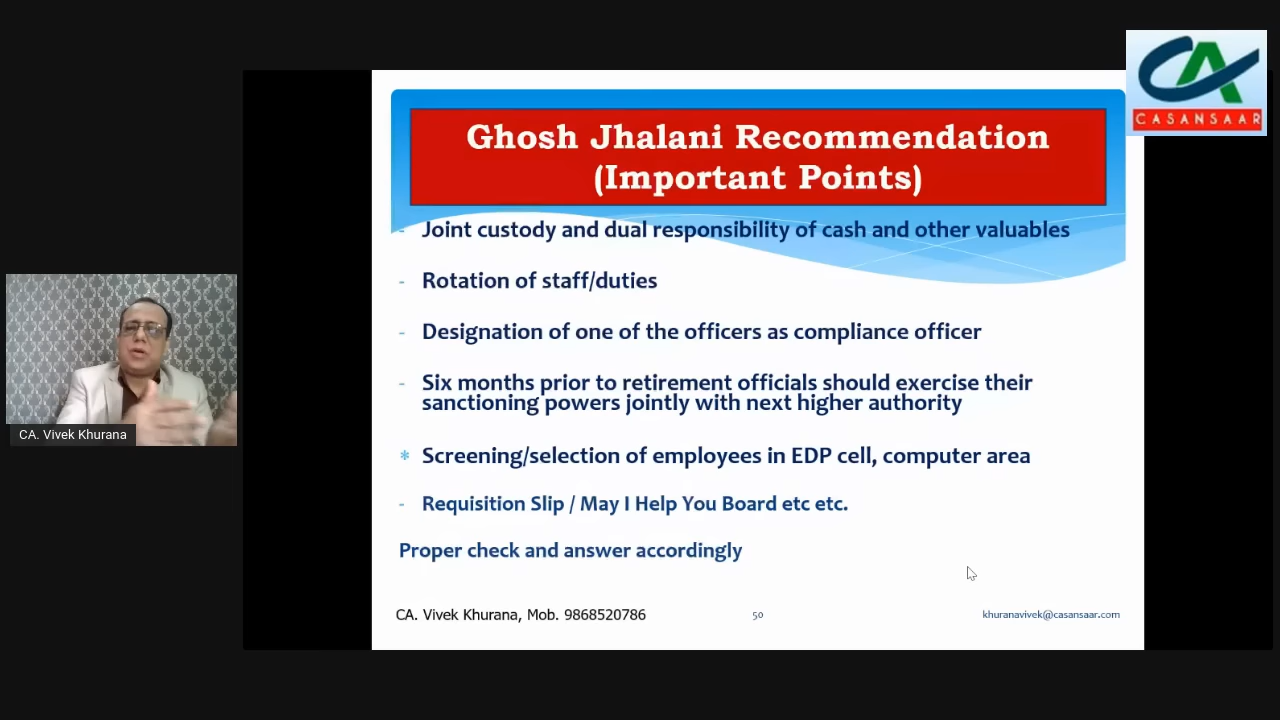 CA
CASANSAAR
Ghosh Jhalani Recommendation
(Important Points)
- Joint custody and dual responsibility of cash and other valuables
- Rotation of staff/duties
- Designation of one of the officers as compliance officer
- Six months prior to retirement officials should exercise their
sanctioning powers jointly with next higher authority
* Screening/selection of employees in EDP cell, computer area
- Requisition Slip / May I Help You Board etc etc.
Proper check and answer accordingly
CA. Vivek Khurana, Mob. 9868520786
50
khuranavivek@casansaar.com
CA. Vivek Khurana